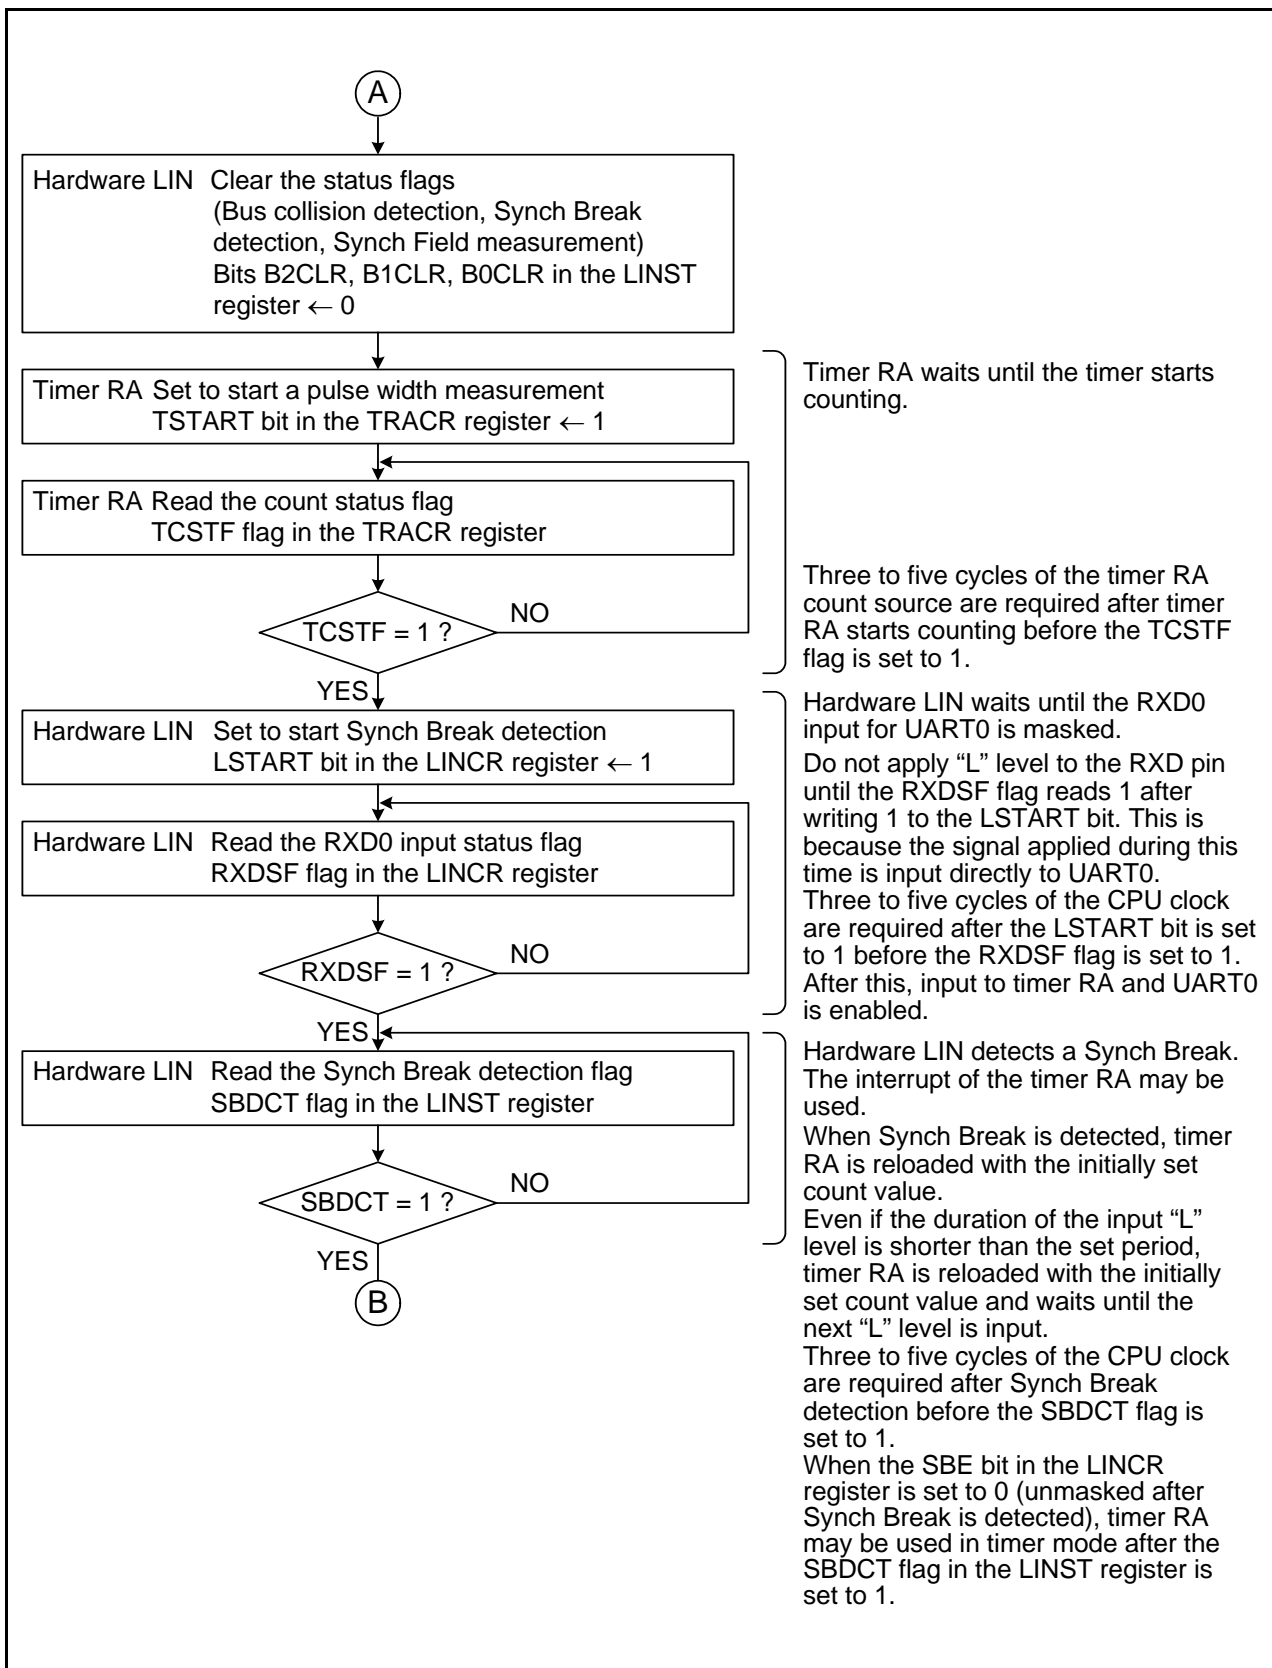 A
Hardware LIN Clear the status flags
(Bus collision detection, Synch Break
detection, Synch Field measurement)
Bits B2CLR, B1CLR, B0CLR in the LINST
register ← 0
Timer RA Set to start a pulse width measurement
TSTART bit in the TRACR register ← 1
Timer RA waits until the timer starts
counting.
Timer RA Read the count status flag
TCSTF flag in the TRACR register
TCSTF = 1 ?
NO
YES
Three to five cycles of the timer RA
count source are required after timer
RA starts counting before the TCSTF
flag is set to 1.
Hardware LIN Set to start Synch Break detection
LSTART bit in the LINCR register ← 1
Hardware LIN waits until the RXD0
input for UART0 is masked.
Do not apply “L” level to the RXD pin
until the RXDSF flag reads 1 after
writing 1 to the LSTART bit. This is
because the signal applied during this
time is input directly to UART0.
Three to five cycles of the CPU clock
are required after the LSTART bit is set
to 1 before the RXDSF flag is set to 1.
After this, input to timer RA and UART0
is enabled.
Hardware LIN Read the RXD0 input status flag
RXDSF flag in the LINCR register
RXDSF = 1 ?
NO
YES
Hardware LIN Read the Synch Break detection flag
SBDCT flag in the LINST register
SBDCT = 1 ?
NO
YES
B
Hardware LIN detects a Synch Break.
The interrupt of the timer RA may be
used.
When Synch Break is detected, timer
RA is reloaded with the initially set
count value.
Even if the duration of the input “L”
level is shorter than the set period,
timer RA is reloaded with the initially
set count value and waits until the
next “L” level is input.
Three to five cycles of the CPU clock
are required after Synch Break
detection before the SBDCT flag is
set to 1.
When the SBE bit in the LINCR
register is set to 0 (unmasked after
Synch Break is detected), timer RA
may be used in timer mode after the
SBDCT flag in the LINST register is
set to 1.